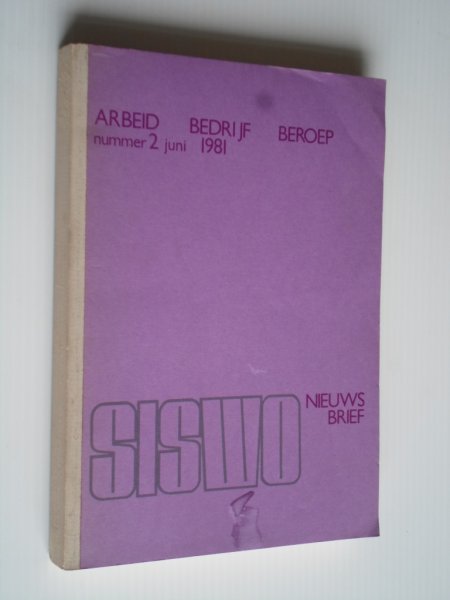 ARBEID BEDRIJF BEROEP
nummer 2 juni 1981
SISWO
NIEUWS
BRIEF